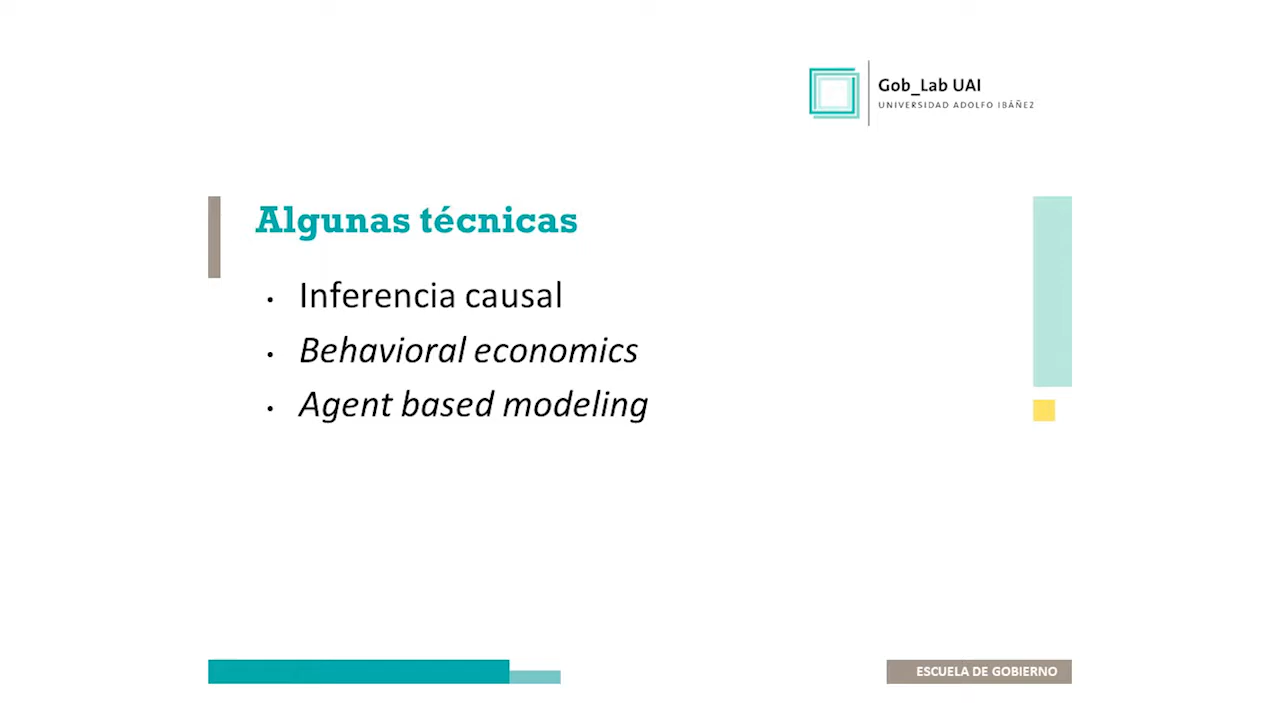 Gob_Lab UAI
UNIVERSIDAD ADOLFO IBÁÑEZ
Algunas técnicas
• Inferencia causal
• Behavioral economics
• Agent based modeling
ESCUELA DE GOBIERNO